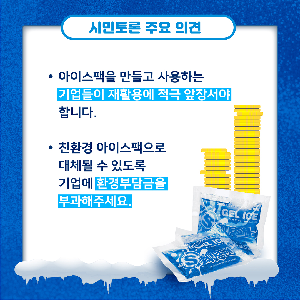 시민토론 주요 의견
• 아이스팩을 만들고 사용하는
기업들이 재활용에 적극 앞장서야
합니다.
• 친환경 아이스팩으로
대체될 수 있도록
기업에 환경부담금을
부과해주세요.
GEL ICE